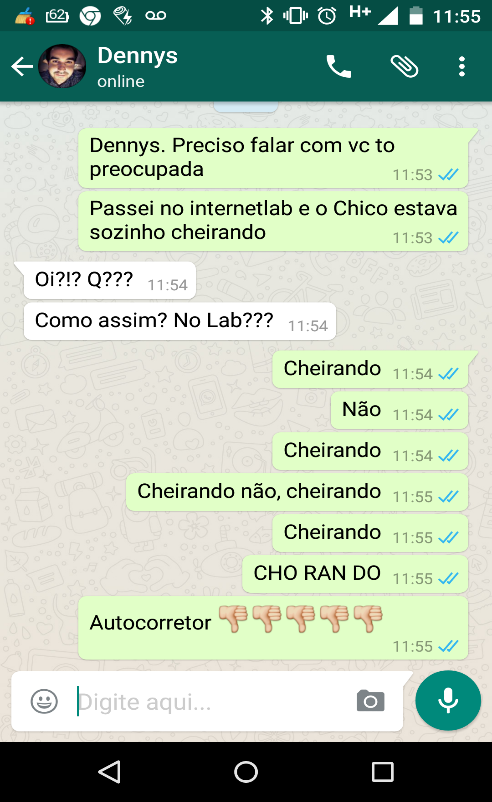 62
H+
11:55
Dennys
online
Dennys. Preciso falar com vc to
preocupada
11:53
Passei no internetlab e o Chico estava
sozinho cheirando
11:53
Oi?!? Q??? 11:54
Como assim? No Lab??? 11:54
Cheirando 11:54
Não 11:54
Cheirando 11:54
Cheirando não, cheirando 11:55
Cheirando 11:55
CHO RAN DO 11:55
Autocorretor 👎👎👎👎👎
11:55
Digite aqui...